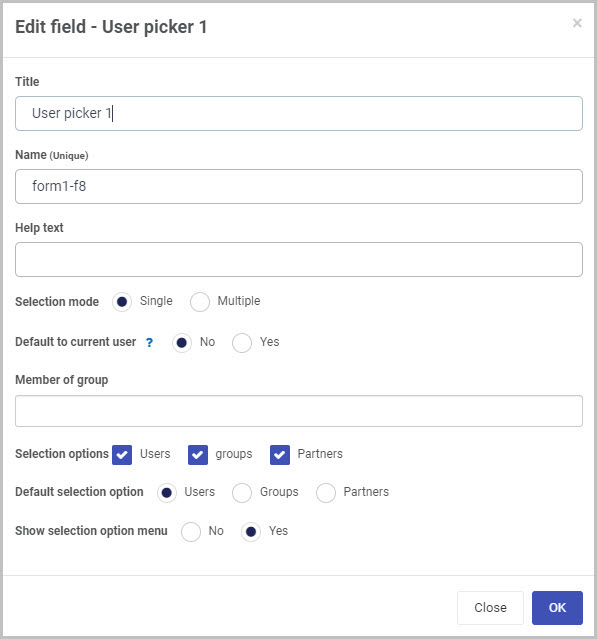 Edit field - User picker 1 ×
Title
User picker 1
Name (Unique)
form1-f8
Help text
Selection mode Single Multiple
Default to current user ? No Yes
Member of group
Selection options Users groups Partners
Default selection option Users Groups Partners
Show selection option menu No Yes
Close OK